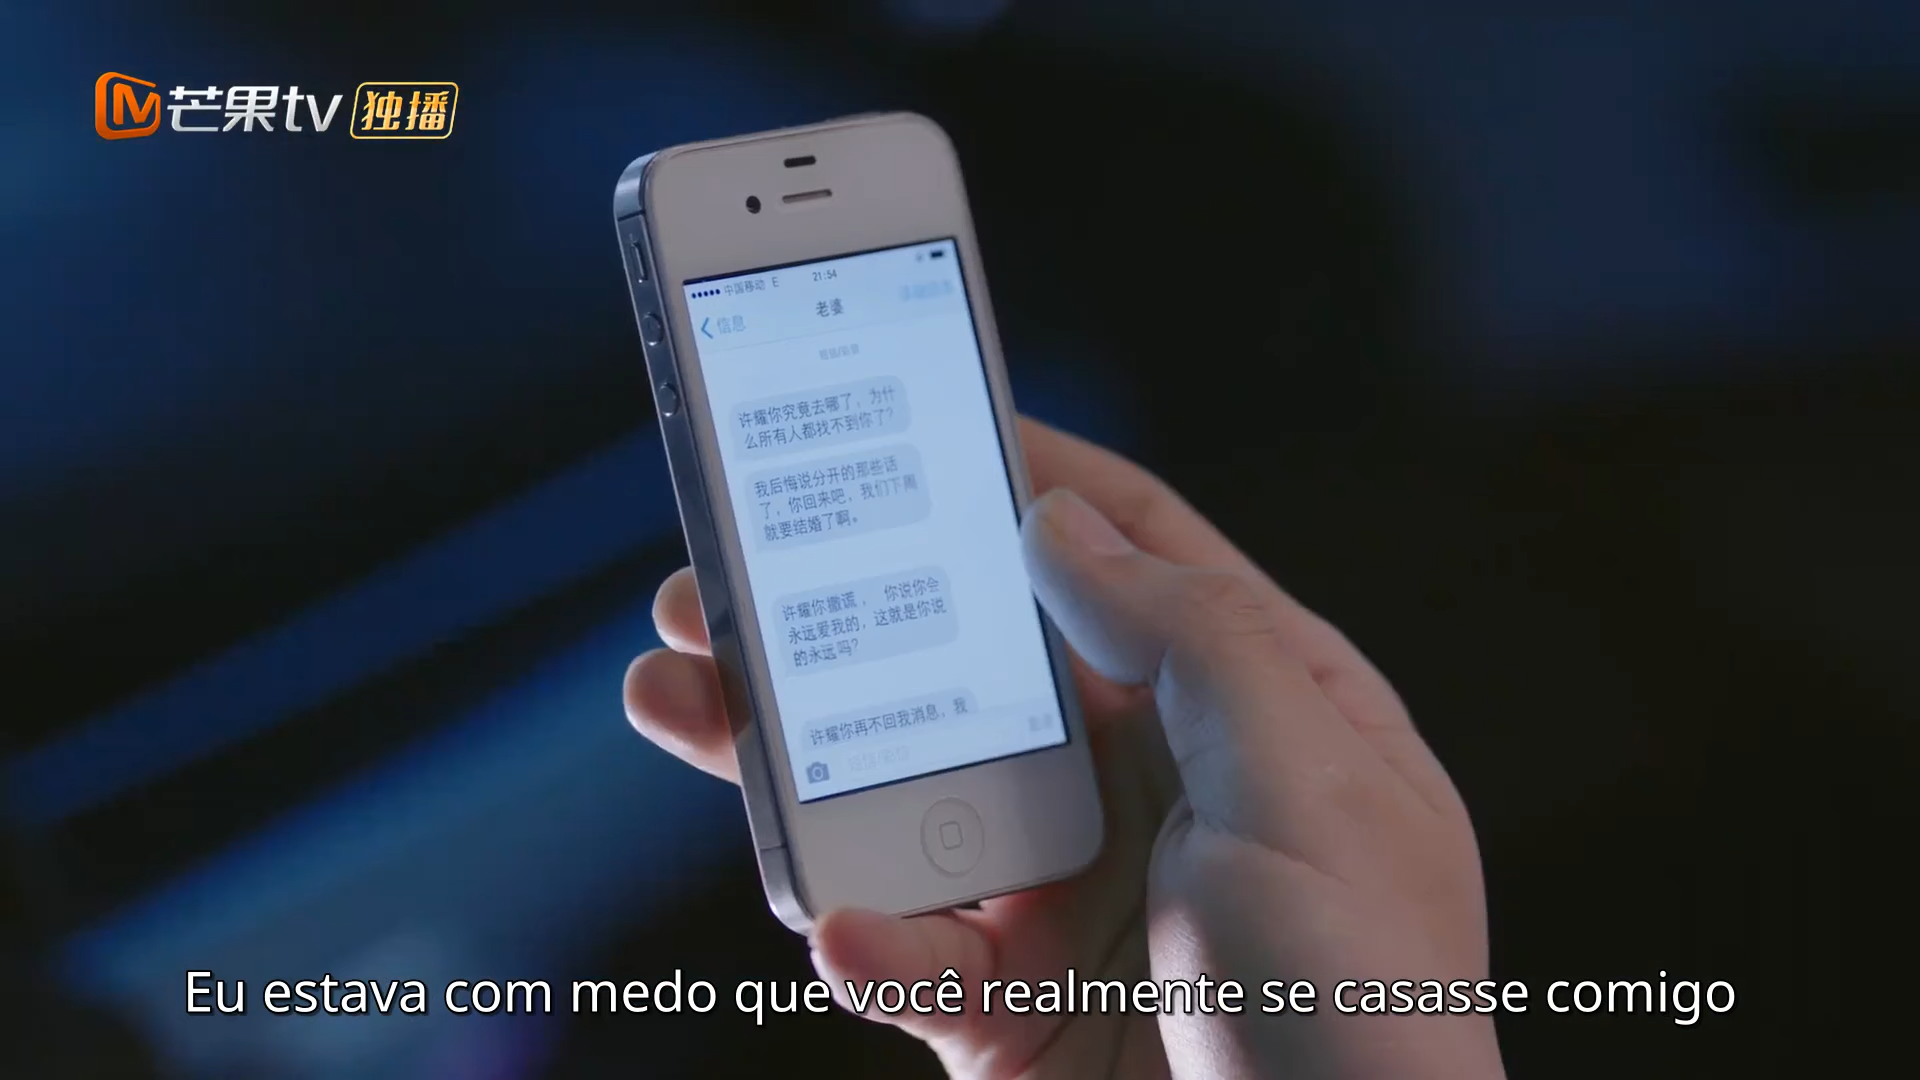 芒果tv 独播
中国移动 E 21:54
信息 老婆
许耀你究竟去哪了，为什
么所有人都找不到你了？
我后悔说分开的那些话
了，你回来吧，我们下周
就要结婚了啊。
许耀你撒谎， 你说你会
永远爱我的，这就是你说
的永远吗？
许耀你再不回我消息，我
短信/彩信
Eu estava com medo que você realmente se casasse comigo